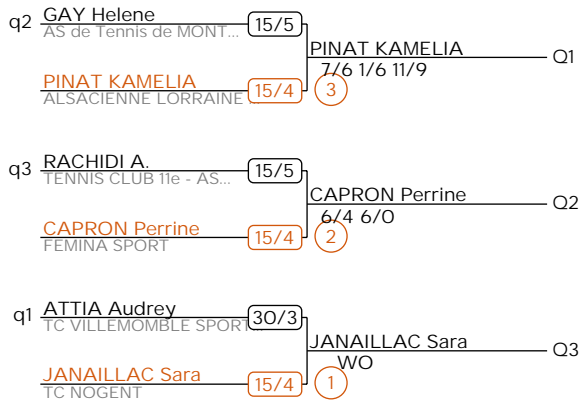 q2 GAY Helene 15/5
AS de Tennis de MONT...
PINAT KAMELIA Q1
7/6 1/6 11/9
PINAT KAMELIA 15/4 3
ALSACIENNE LORRAINE ...
q3 RACHIDI A. 15/5
TENNIS CLUB 11e - AS...
CAPRON Perrine Q2
6/4 6/0
CAPRON Perrine 15/4 2
FEMINA SPORT
q1 ATTIA Audrey 30/3
TC VILLEMOMBLE SPORT...
JANAILLAC Sara Q3
WO
JANAILLAC Sara 15/4 1
TC NOGENT